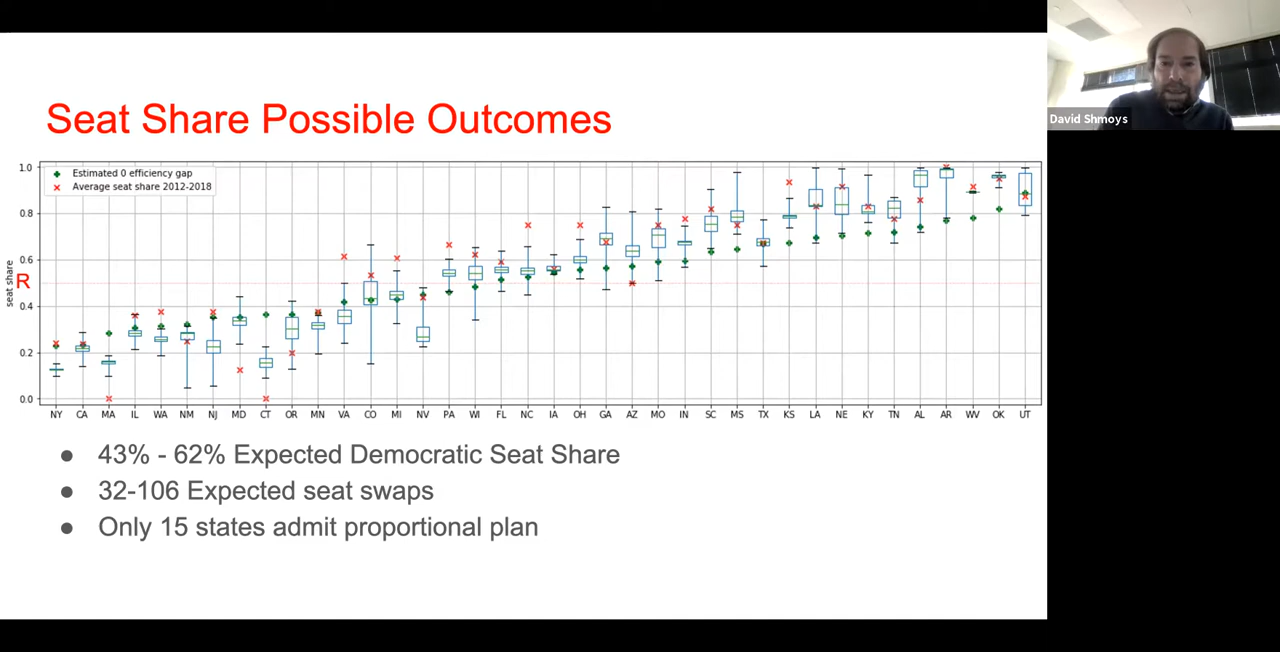 David Shmoys
Seat Share Possible Outcomes
Estimated 0 efficiency gap
Average seat share 2012-2018
1.0
0.8
0.6
0.4
0.2
0.0
seat share
R
NY CA MA IL WA NM NJ MD CT OR MN VA CO MI NV PA WI FL NC IA OH GA AZ MO IN SC MS TX KS LA NE KY TN AL AR WV OK UT
● 43% - 62% Expected Democratic Seat Share
● 32-106 Expected seat swaps
● Only 15 states admit proportional plan